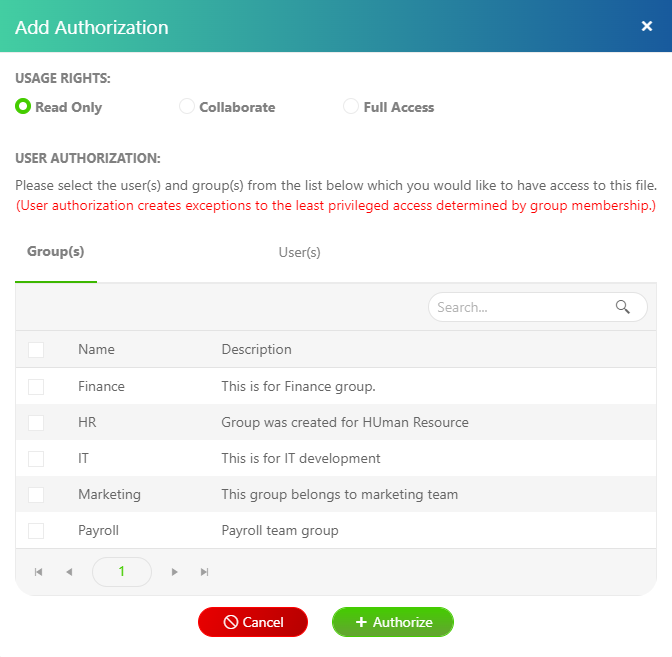 Add Authorization
USAGE RIGHTS:
Read Only Collaborate Full Access
USER AUTHORIZATION:
Please select the user(s) and group(s) from the list below which you would like to have access to this file.
(User authorization creates exceptions to the least privileged access determined by group membership.)
Group(s) User(s)
Search...
Name Description
Finance This is for Finance group.
HR Group was created for HUman Resource
IT This is for IT development
Marketing This group belongs to marketing team
Payroll Payroll team group
1
Cancel Authorize